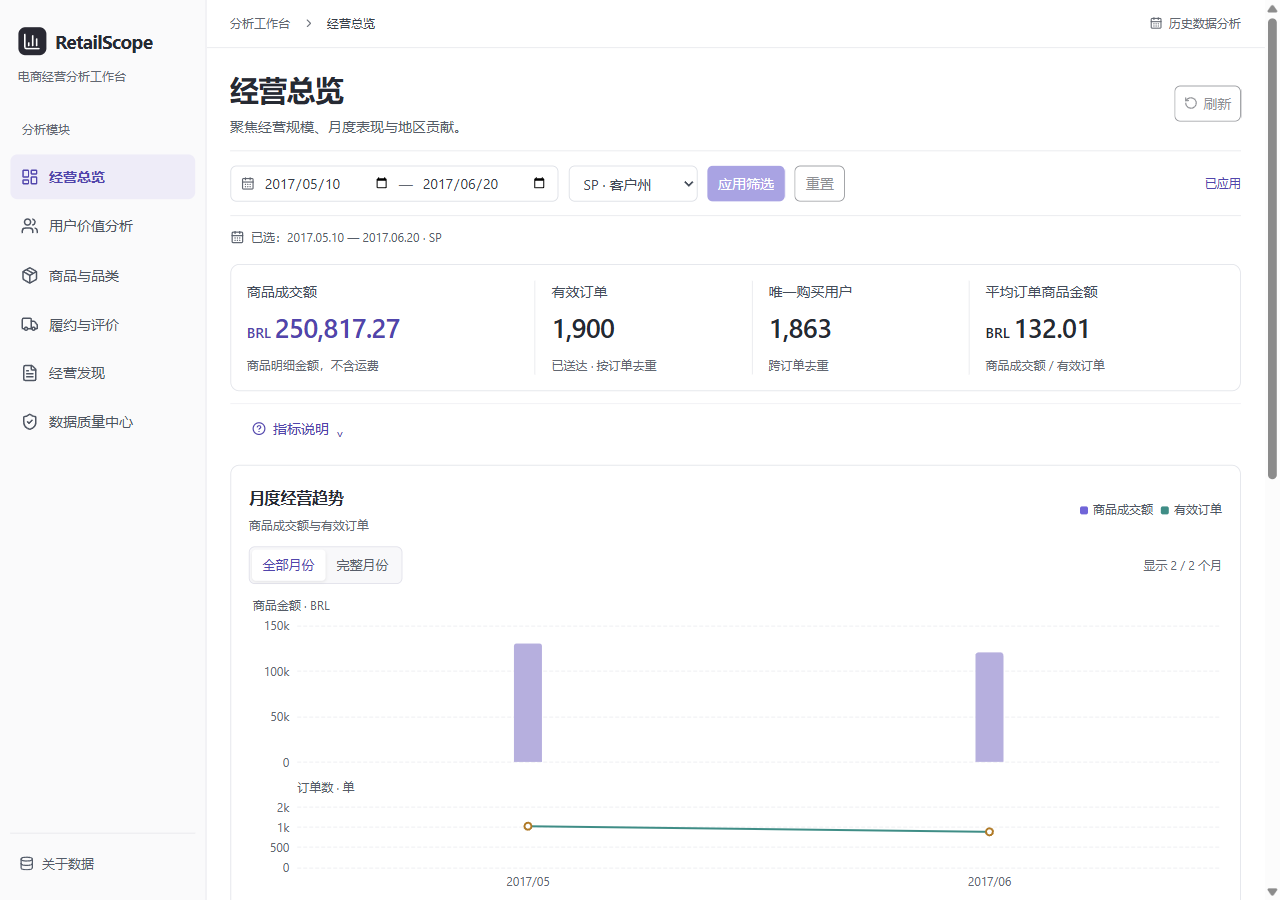 RetailScope
电商经营分析工作台
分析模块
经营总览
用户价值分析
商品与品类
履约与评价
经营发现
数据质量中心
关于数据
分析工作台 > 经营总览
历史数据分析
经营总览
聚焦经营规模、月度表现与地区贡献。
刷新
2017/05/10 — 2017/06/20
SP · 客户州
应用筛选
重置
已应用
已选：2017.05.10 — 2017.06.20 · SP
商品成交额
BRL 250,817.27
商品明细金额，不含运费
有效订单
1,900
已送达 · 按订单去重
唯一购买用户
1,863
跨订单去重
平均订单商品金额
BRL 132.01
商品成交额 / 有效订单
指标说明
月度经营趋势
商品成交额与有效订单
商品成交额 有效订单
全部月份 完整月份
显示 2 / 2 个月
商品金额 · BRL
150k
100k
50k
0
订单数 · 单
2k
1k
500
0
2017/05 2017/06